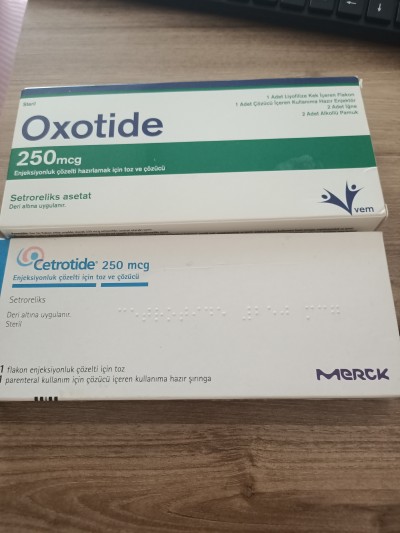 Steril
1 Adet Liyofilize Kek İçeren Flakon
1 Adet Çözücü İçeren Kullanıma Hazır Enjektör
2 Adet İğne
2 Adet Alkollü Pamuk
Oxotide
250 mcg
Enjeksiyonluk çözelti hazırlamak için toz ve çözücü
Setroreliks asetat
Deri altına uygulanır.
vem
Cetrotide® 250 mcg
Enjeksiyonluk çözelti için toz ve çözücü
Setroreliks
Deri altına uygulanır.
Steril
1 flakon enjeksiyonluk çözelti için toz
1 parenteral kullanım için çözücü içeren kullanıma hazır şırınga
MERCK